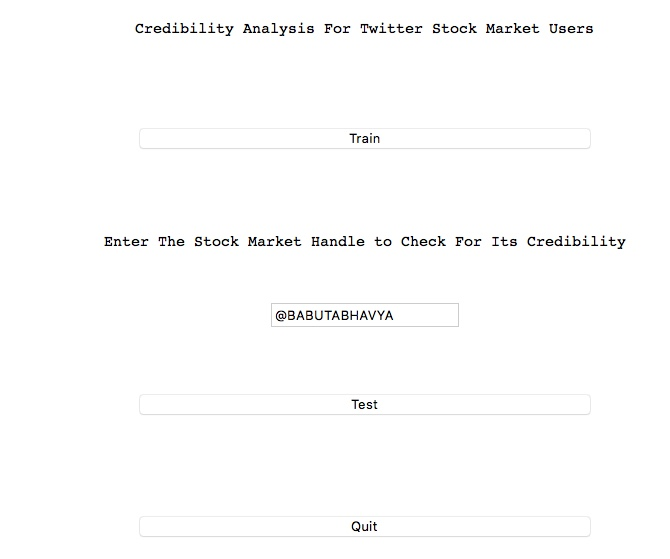 Credibility Analysis For Twitter Stock Market Users
Train
Enter The Stock Market Handle to Check For Its Credibility
@BABUTABHAVYA
Test
Quit